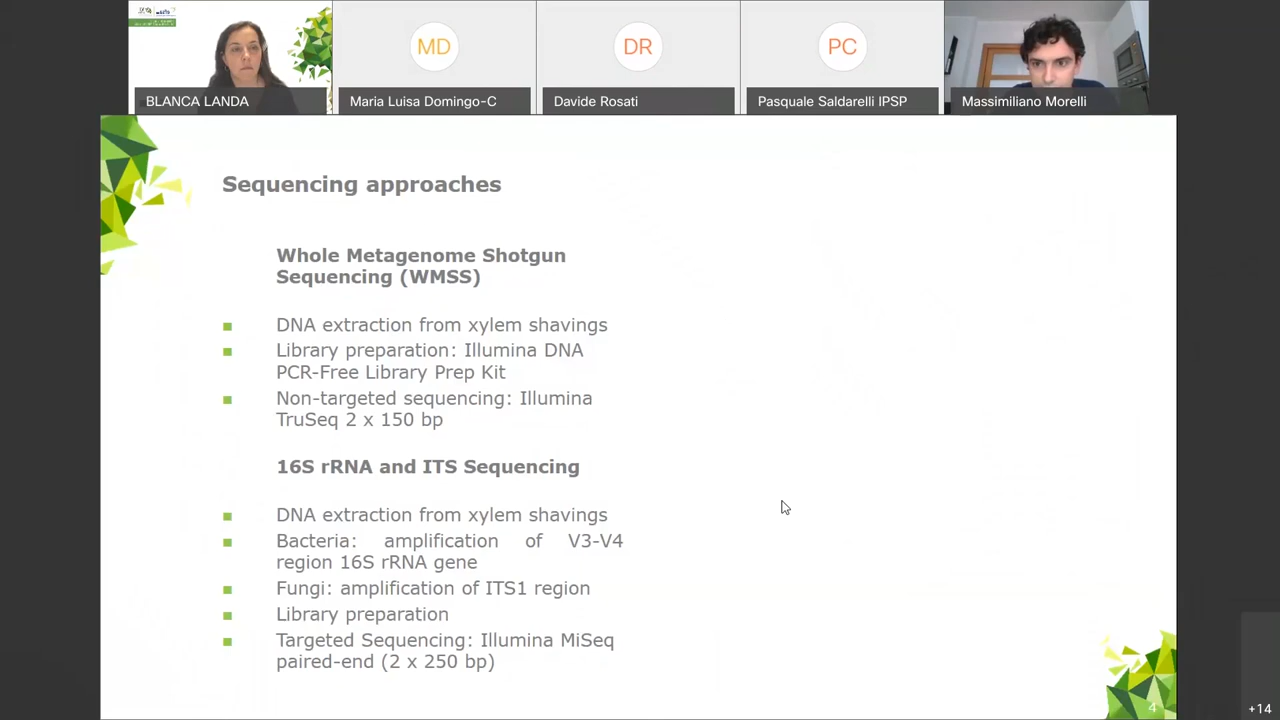 MD
DR
PC
BLANCA LANDA
Maria Luisa Domingo-C
Davide Rosati
Pasquale Saldarelli IPSP
Massimiliano Morelli
Sequencing approaches
Whole Metagenome Shotgun
Sequencing (WMSS)
DNA extraction from xylem shavings
Library preparation: Illumina DNA
PCR-Free Library Prep Kit
Non-targeted sequencing: Illumina
TruSeq 2 x 150 bp
16S rRNA and ITS Sequencing
DNA extraction from xylem shavings
Bacteria: amplification of V3-V4
region 16S rRNA gene
Fungi: amplification of ITS1 region
Library preparation
Targeted Sequencing: Illumina MiSeq
paired-end (2 x 250 bp)
4
+14